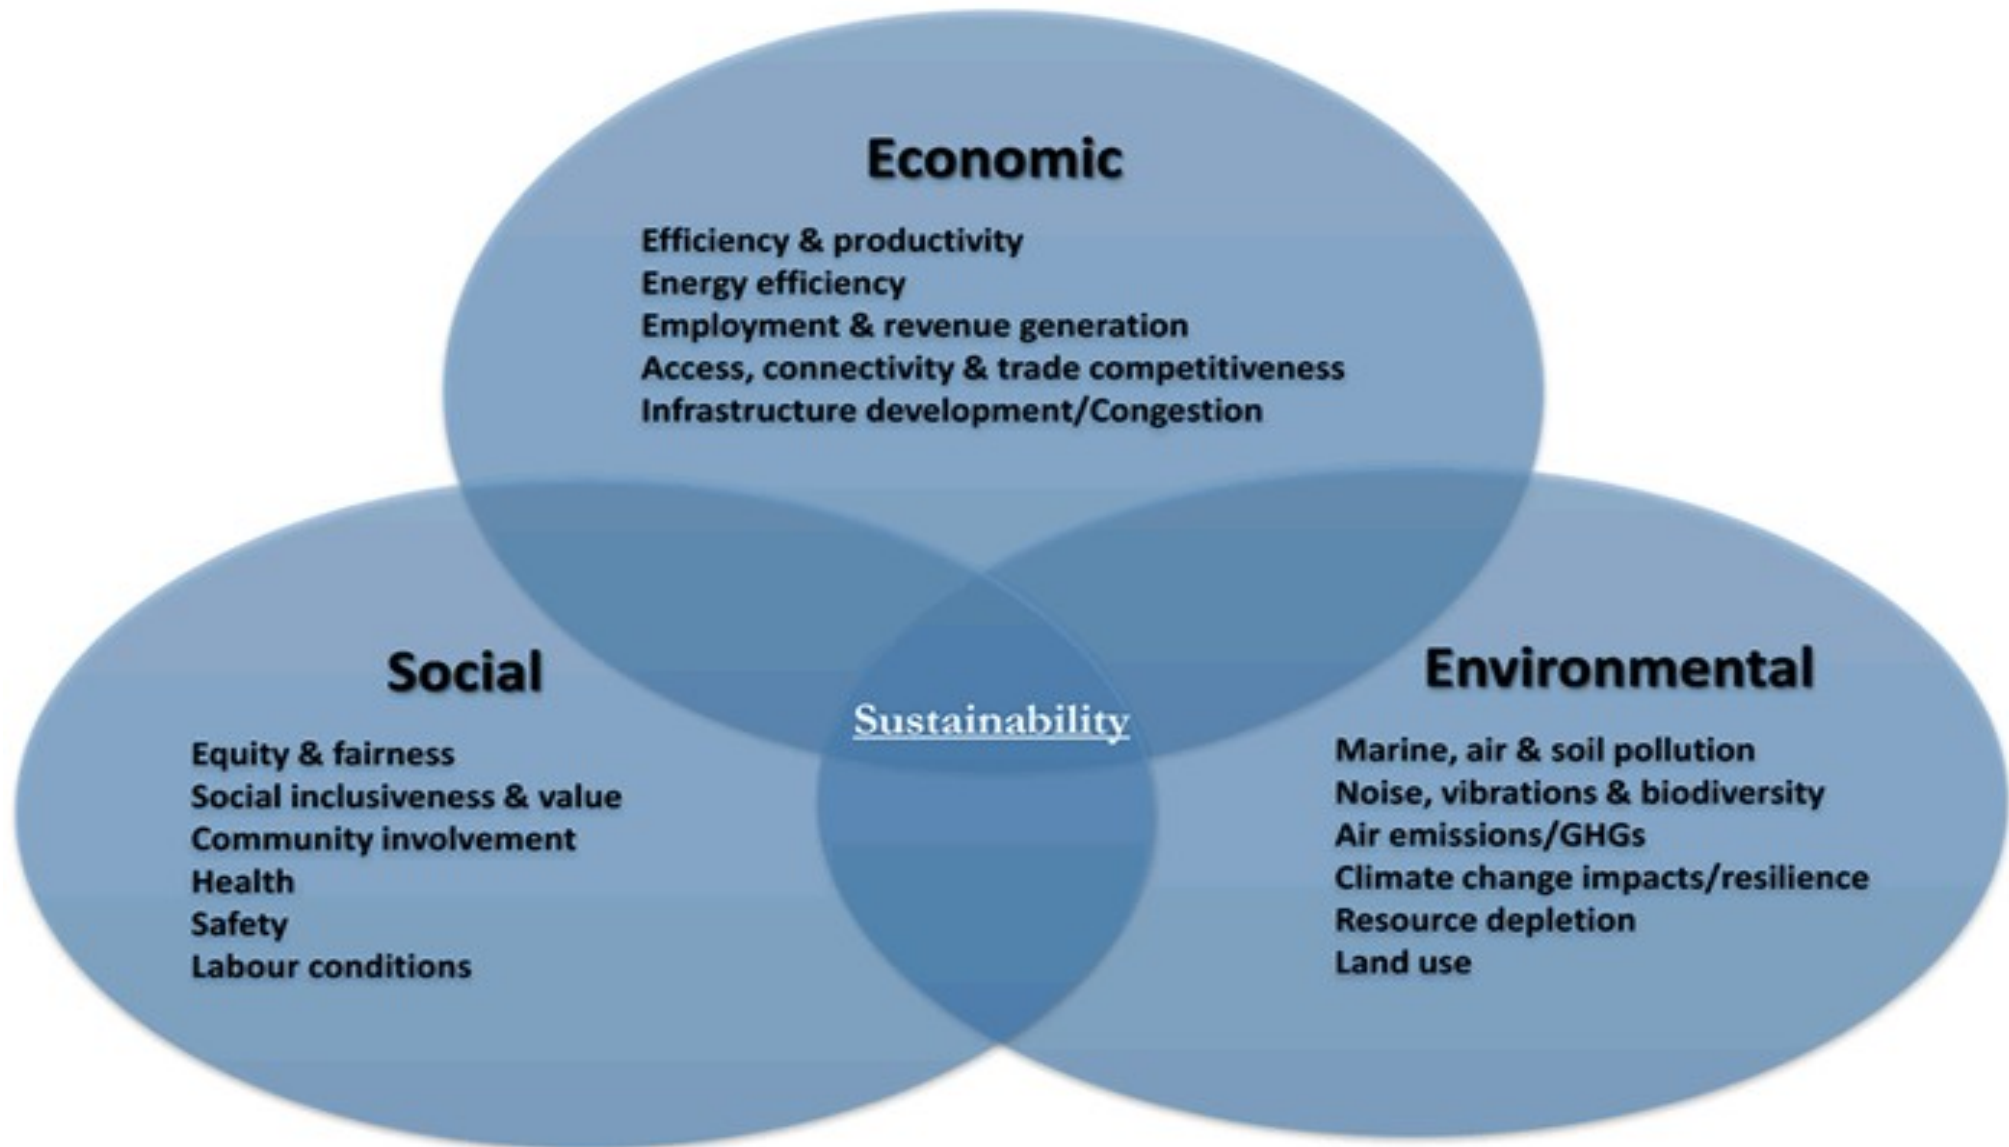 Economic
Efficiency & productivity
Energy efficiency
Employment & revenue generation
Access, connectivity & trade competitiveness
Infrastructure development/Congestion
Social
Equity & fairness
Social inclusiveness & value
Community involvement
Health
Safety
Labour conditions
Sustainability
Environmental
Marine, air & soil pollution
Noise, vibrations & biodiversity
Air emissions/GHGs
Climate change impacts/resilience
Resource depletion
Land use